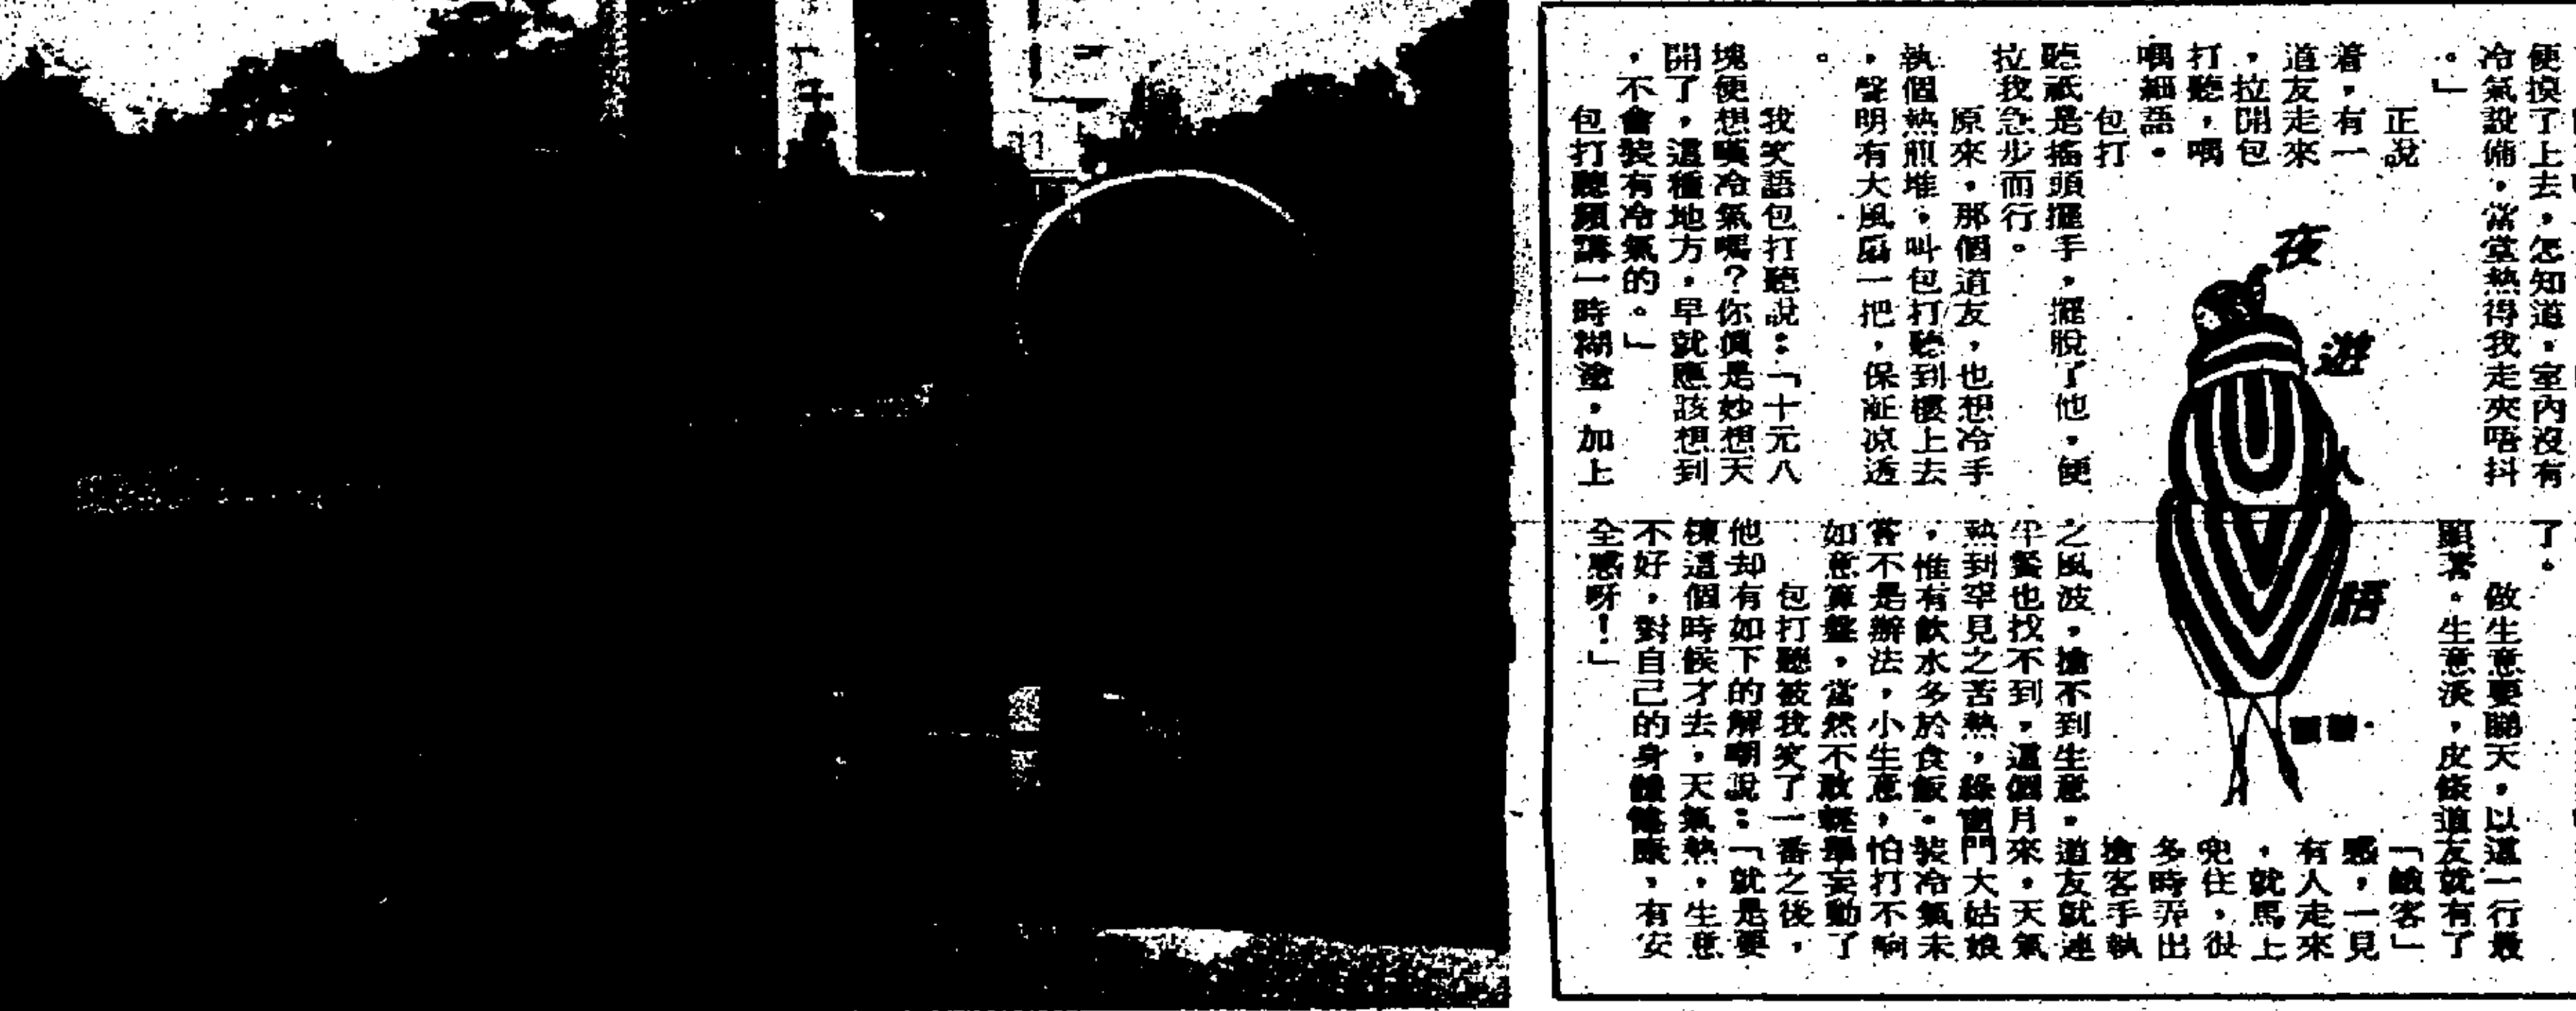 便摸了上去，怎知道，室內沒有
冷氣設備，當堂熱得我走夾唔抖
。」
正說
着，有一
道友走來
，拉開包
打聽，喁
喁細語。
包打
聽祇是搖頭擺手，擺脫了他，便
拉我急步而行。
原來，那個道友，也想冷手
執個熱煎堆，叫包打聽到樓上去
，聲明有大風扇一把，保証凉透
。
我笑語包打聽說：「十元八
塊便想嘆冷氣嗎？你眞是妙想天
開了，這種地方，早就應該想到
，不會裝有冷氣的。」
包打聽頻講一時糊塗，加上
夜遊人語
了。
做生意要睇天，以這一行最
顯著。生意淡，皮條道友就有了
「餓客」
感，一見
有人走來
，就馬上
兜住，很
多時弄出
搶客手執
之風波，搶不到生意。道友就連
半餐也找不到，這個月來，天氣
熱到罕見之苦熱，綠窗門大姑娘
，惟有飲水多於食飯。裝冷氣未
嘗不是辦法，小生意，怕打不响
如意算盤，當然不敢輕舉妄動了
包打聽被我笑了一番之後，
他却有如下的解嘲說：「就是要
揀這個時候才去，天氣熱，生意
不好，對自己的身體健康，有安
全感呀！」